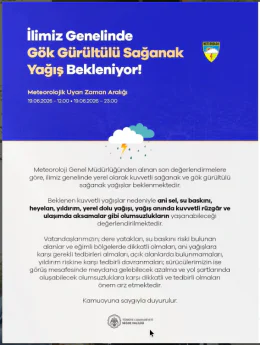 İlimiz Genelinde
Gök Gürültülü Sağanak
Yağış Bekleniyor!
Meteorolojik Uyarı Zaman Aralığı
19.06.2026 - 12:00 • 19.06.2026 - 23:00
Meteoroloji Genel Müdürlüğünden alınan son değerlendirmelere
göre, ilimiz genelinde yerel olarak kuvvetli sağanak ve gök gürültülü
sağanak yağışlar beklenmektedir.
Beklenen kuvvetli yağışlar nedeniyle ani sel, su baskını,
heyelan, yıldırım, yerel dolu yağışı, yağış anında kuvvetli rüzgar ve
ulaşımda aksamalar gibi olumsuzlukların yaşanabileceği
değerlendirilmektedir.
Vatandaşlarımızın; dere yatakları, su baskını riski bulunan
alanlar ve eğimli bölgelerde dikkatli olmaları, ani yağışlara
karşı gerekli tedbirleri almaları, açık alanlarda bulunmamaları,
yıldırım riskine karşı tedbirli davranmaları; sürücülerimizin ise
görüş mesafesinde meydana gelebilecek azalma ve yol şartlarında
oluşabilecek olumsuzluklara karşı dikkatli ve tedbirli olmaları
önem arz etmektedir.
Kamuoyuna saygıyla duyurulur.